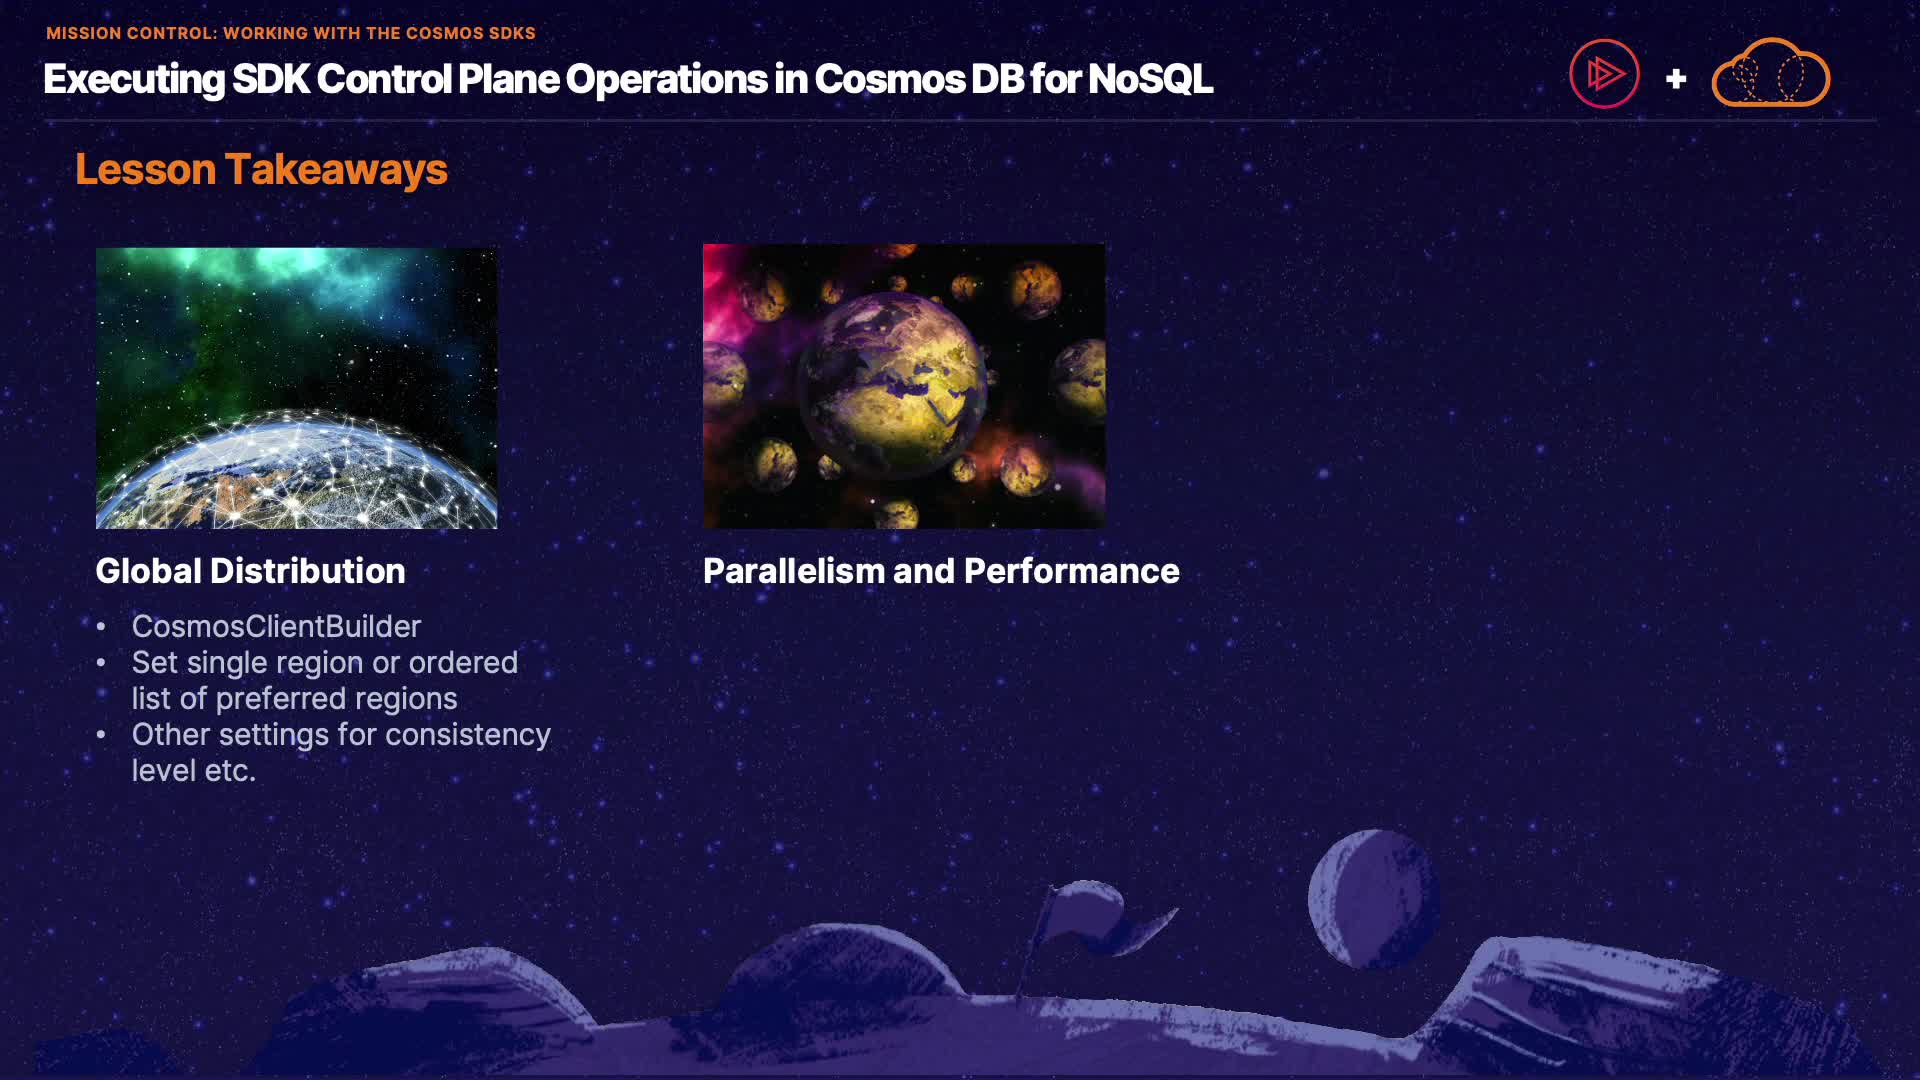 MISSION CONTROL: WORKING WITH THE COSMOS SDKS
Executing SDK Control Plane Operations in Cosmos DB for NoSQL
+
Lesson Takeaways
Global Distribution
• CosmosClientBuilder
• Set single region or ordered
list of preferred regions
• Other settings for consistency
level etc.
Parallelism and Performance